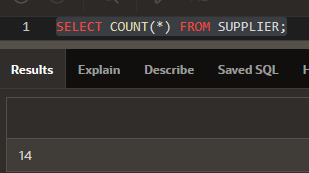 1 SELECT COUNT(*) FROM SUPPLIER;
Results Explain Describe Saved SQL
14